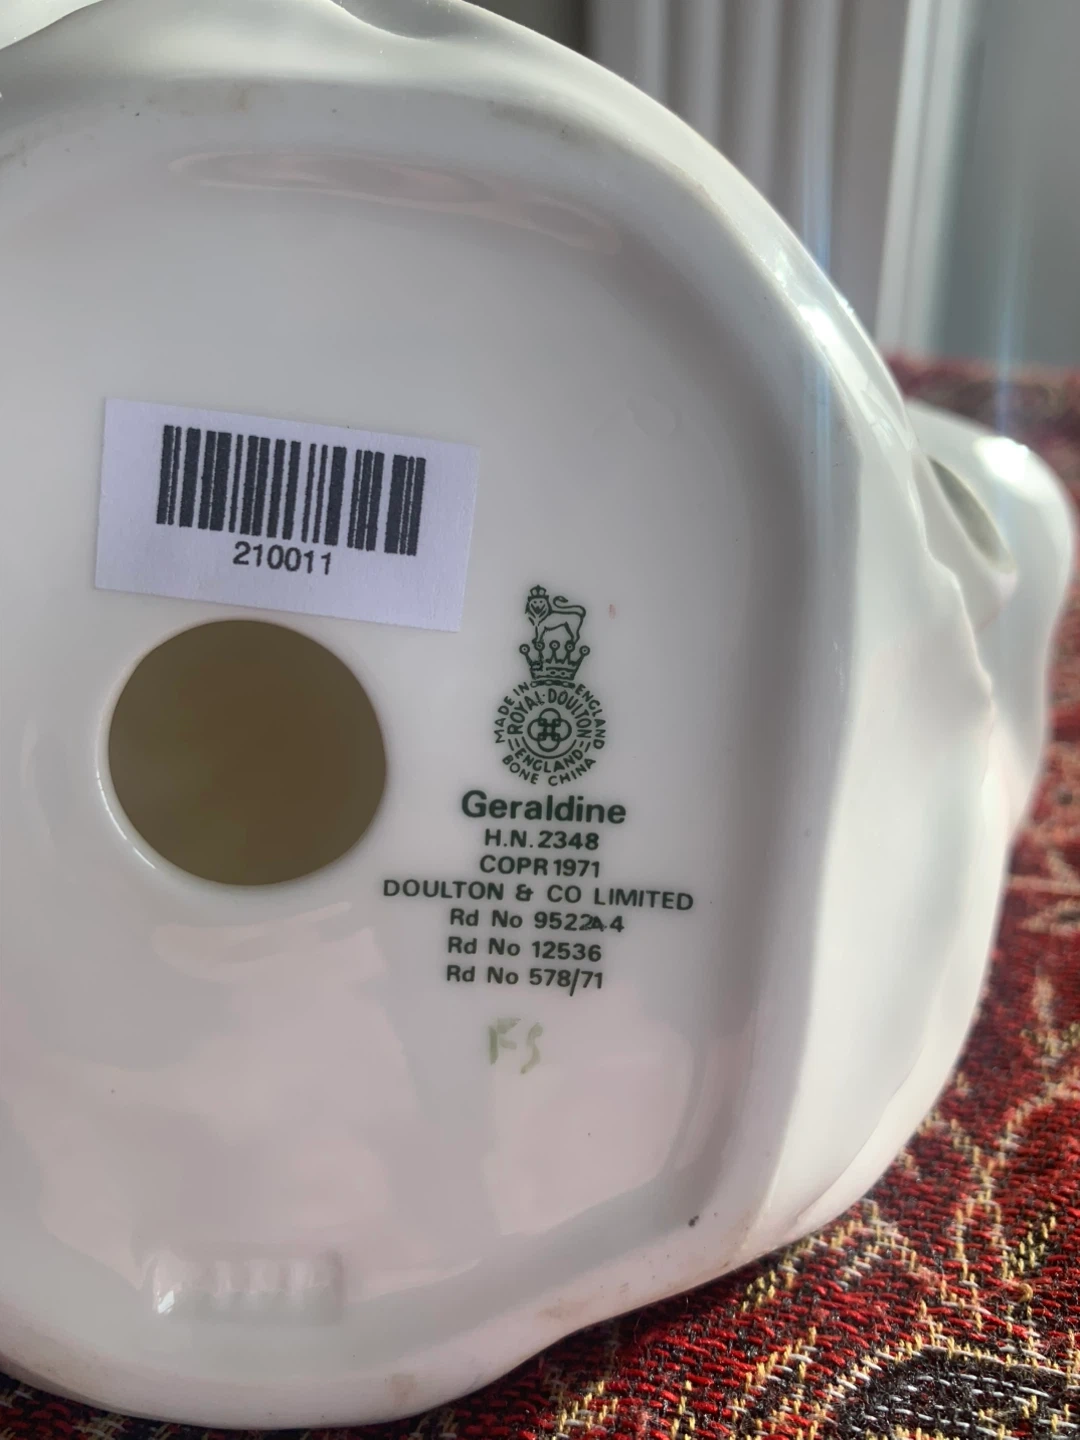 210011
MADE IN ENGLAND
ROYAL·DOULTON
ENGLAND
BONE CHINA
Geraldine
H.N. 2348
COPR 1971
DOULTON & CO LIMITED
Rd No 952244
Rd No 12536
Rd No 578/71
FS